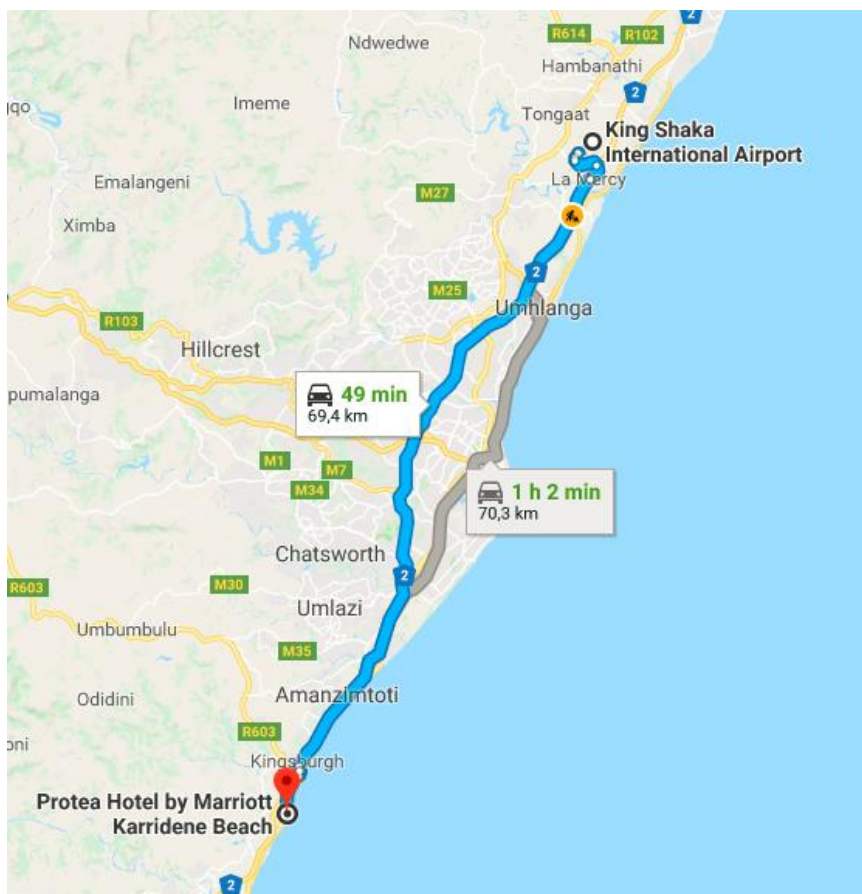 2
R614
R102
Ndwedwe
Hambanathi
2
Imeme
Tongaat
King Shaka
International Airport
La Mercy
Emalangeni
M27
Ximba
2
M25
Umhlanga
R103
Hillcrest
pumalanga
49 min
69,4 km
M1
M7
M34
1 h 2 min
70,3 km
Chatsworth
2
M30
R603
Umlazi
Umbumbulu
M35
Odidini
Amanzimtoti
R603
oni
Kingsburgh
Protea Hotel by Marriott
Karridene Beach
2